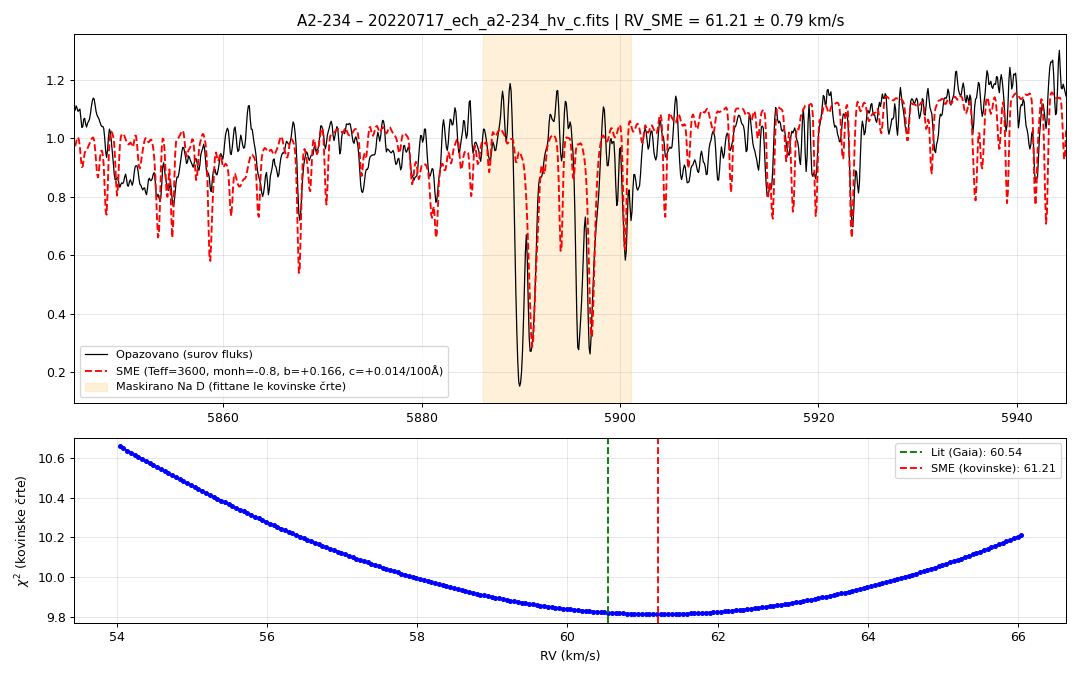 A2-234 – 20220717_ech_a2-234_hv_c.fits | RV_SME = 61.21 ± 0.79 km/s
1.2
1.0
0.8
0.6
0.4
0.2
Opazovano (surov fluks)
SME (Teff=3600, monh=-0.8, b=+0.166, c=+0.014/100Å)
Maskirano Na D (fittane le kovinske črte)
5860 5880 5900 5920 5940
10.6
10.4
10.2
10.0
9.8
χ² (kovinske črte)
Lit (Gaia): 60.54
SME (kovinske): 61.21
54 56 58 60 62 64 66
RV (km/s)